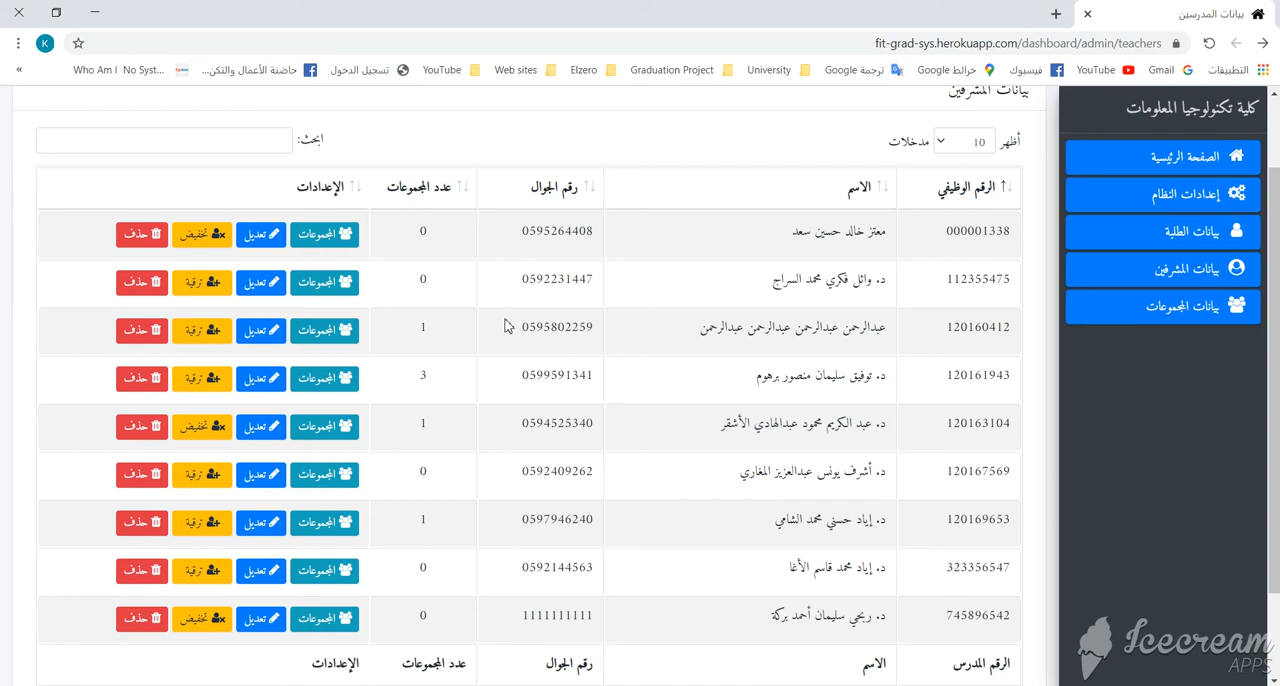 بيانات المدرسين
fit-grad-sys.herokuapp.com/dashboard/admin/teachers
K
التطبيقات Gmail YouTube فيسبوك خرائط Google ترجمة Google University Graduation Project Elzero Web sites YouTube تسجيل الدخول حاضنة الأعمال والتكن... Who Am I No Syst...
كلية تكنولوجيا المعلومات
الصفحة الرئيسية
إعدادات النظام
بيانات الطلبة
بيانات المشرفين
بيانات المجموعات
بيانات المشرفين
أظهر 10 مدخلات
ابحث:
الرقم الوظيفي الاسم رقم الجوال عدد المجموعات الإعدادات
000001338 معتز خالد حسين سعد 0595264408 0 المجموعات تعديل تخفيض حذف
112355475 د. وائل فكري محمد السراج 0592231447 0 المجموعات تعديل ترقية حذف
120160412 عبدالرحمن عبدالرحمن عبدالرحمن عبدالرحمن 0595802259 1 المجموعات تعديل ترقية حذف
120161943 د. توفيق سليمان منصور برهوم 0599591341 3 المجموعات تعديل ترقية حذف
120163104 د. عبد الكريم محمود عبدالهادي الأشقر 0594525340 1 المجموعات تعديل تخفيض حذف
120167569 د. أشرف يونس عبدالعزيز المغاري 0592409262 0 المجموعات تعديل ترقية حذف
120169653 د. إياد حسني محمد الشامي 0597946240 1 المجموعات تعديل ترقية حذف
323356547 د. إياد محمد قاسم الأغا 0592144563 0 المجموعات تعديل ترقية حذف
745896542 د. ربحي سليمان أحمد بركة 1111111111 0 المجموعات تعديل تخفيض حذف
الرقم المدرس الاسم رقم الجوال عدد المجموعات الإعدادات
Icecream
APPS